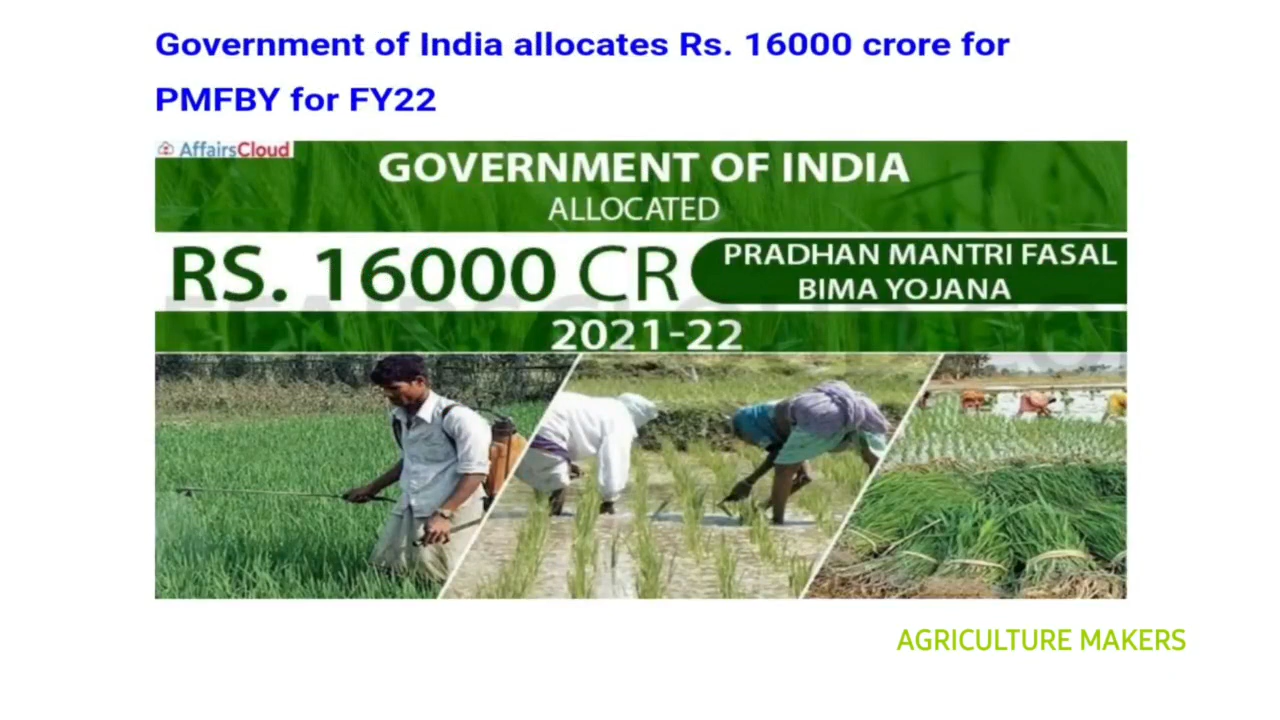 Government of India allocates Rs. 16000 crore for
PMFBY for FY22
AffairsCloud
GOVERNMENT OF INDIA
ALLOCATED
RS. 16000 CR
PRADHAN MANTRI FASAL
BIMA YOJANA
2021-22
AGRICULTURE MAKERS